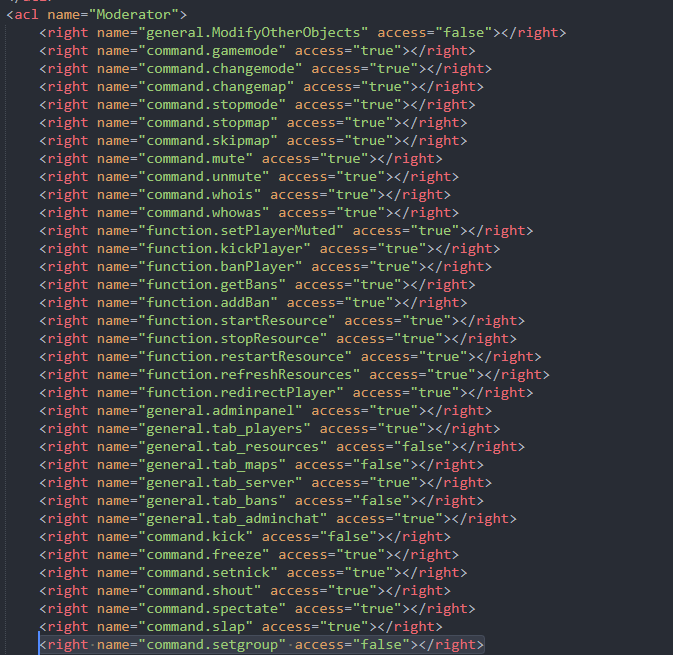 <acl name="Moderator">
<right name="general.ModifyOtherObjects" access="false"></right>
<right name="command.gamemode" access="true"></right>
<right name="command.changemode" access="true"></right>
<right name="command.changemap" access="true"></right>
<right name="command.stopmode" access="true"></right>
<right name="command.stopmap" access="true"></right>
<right name="command.skipmap" access="true"></right>
<right name="command.mute" access="true"></right>
<right name="command.unmute" access="true"></right>
<right name="command.whois" access="true"></right>
<right name="command.whowas" access="true"></right>
<right name="function.setPlayerMuted" access="true"></right>
<right name="function.kickPlayer" access="true"></right>
<right name="function.banPlayer" access="true"></right>
<right name="function.getBans" access="true"></right>
<right name="function.addBan" access="true"></right>
<right name="function.startResource" access="true"></right>
<right name="function.stopResource" access="true"></right>
<right name="function.restartResource" access="true"></right>
<right name="function.refreshResources" access="true"></right>
<right name="function.redirectPlayer" access="true"></right>
<right name="general.adminpanel" access="true"></right>
<right name="general.tab_players" access="true"></right>
<right name="general.tab_resources" access="false"></right>
<right name="general.tab_maps" access="false"></right>
<right name="general.tab_server" access="true"></right>
<right name="general.tab_bans" access="false"></right>
<right name="general.tab_adminchat" access="true"></right>
<right name="command.kick" access="false"></right>
<right name="command.freeze" access="true"></right>
<right name="command.setnick" access="true"></right>
<right name="command.shout" access="true"></right>
<right name="command.spectate" access="true"></right>
<right name="command.slap" access="true"></right>
<right name="command.setgroup" access="false"></right>